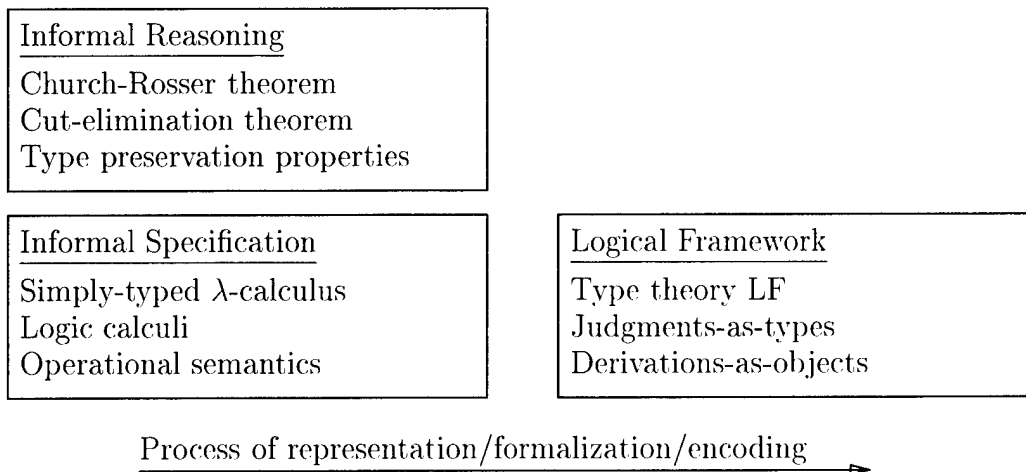 Informal Reasoning
Church-Rosser theorem
Cut-elimination theorem
Type preservation properties
Informal Specification
Simply-typed λ-calculus
Logic calculi
Operational semantics
Logical Framework
Type theory LF
Judgments-as-types
Derivations-as-objects
Process of representation/formalization/encoding